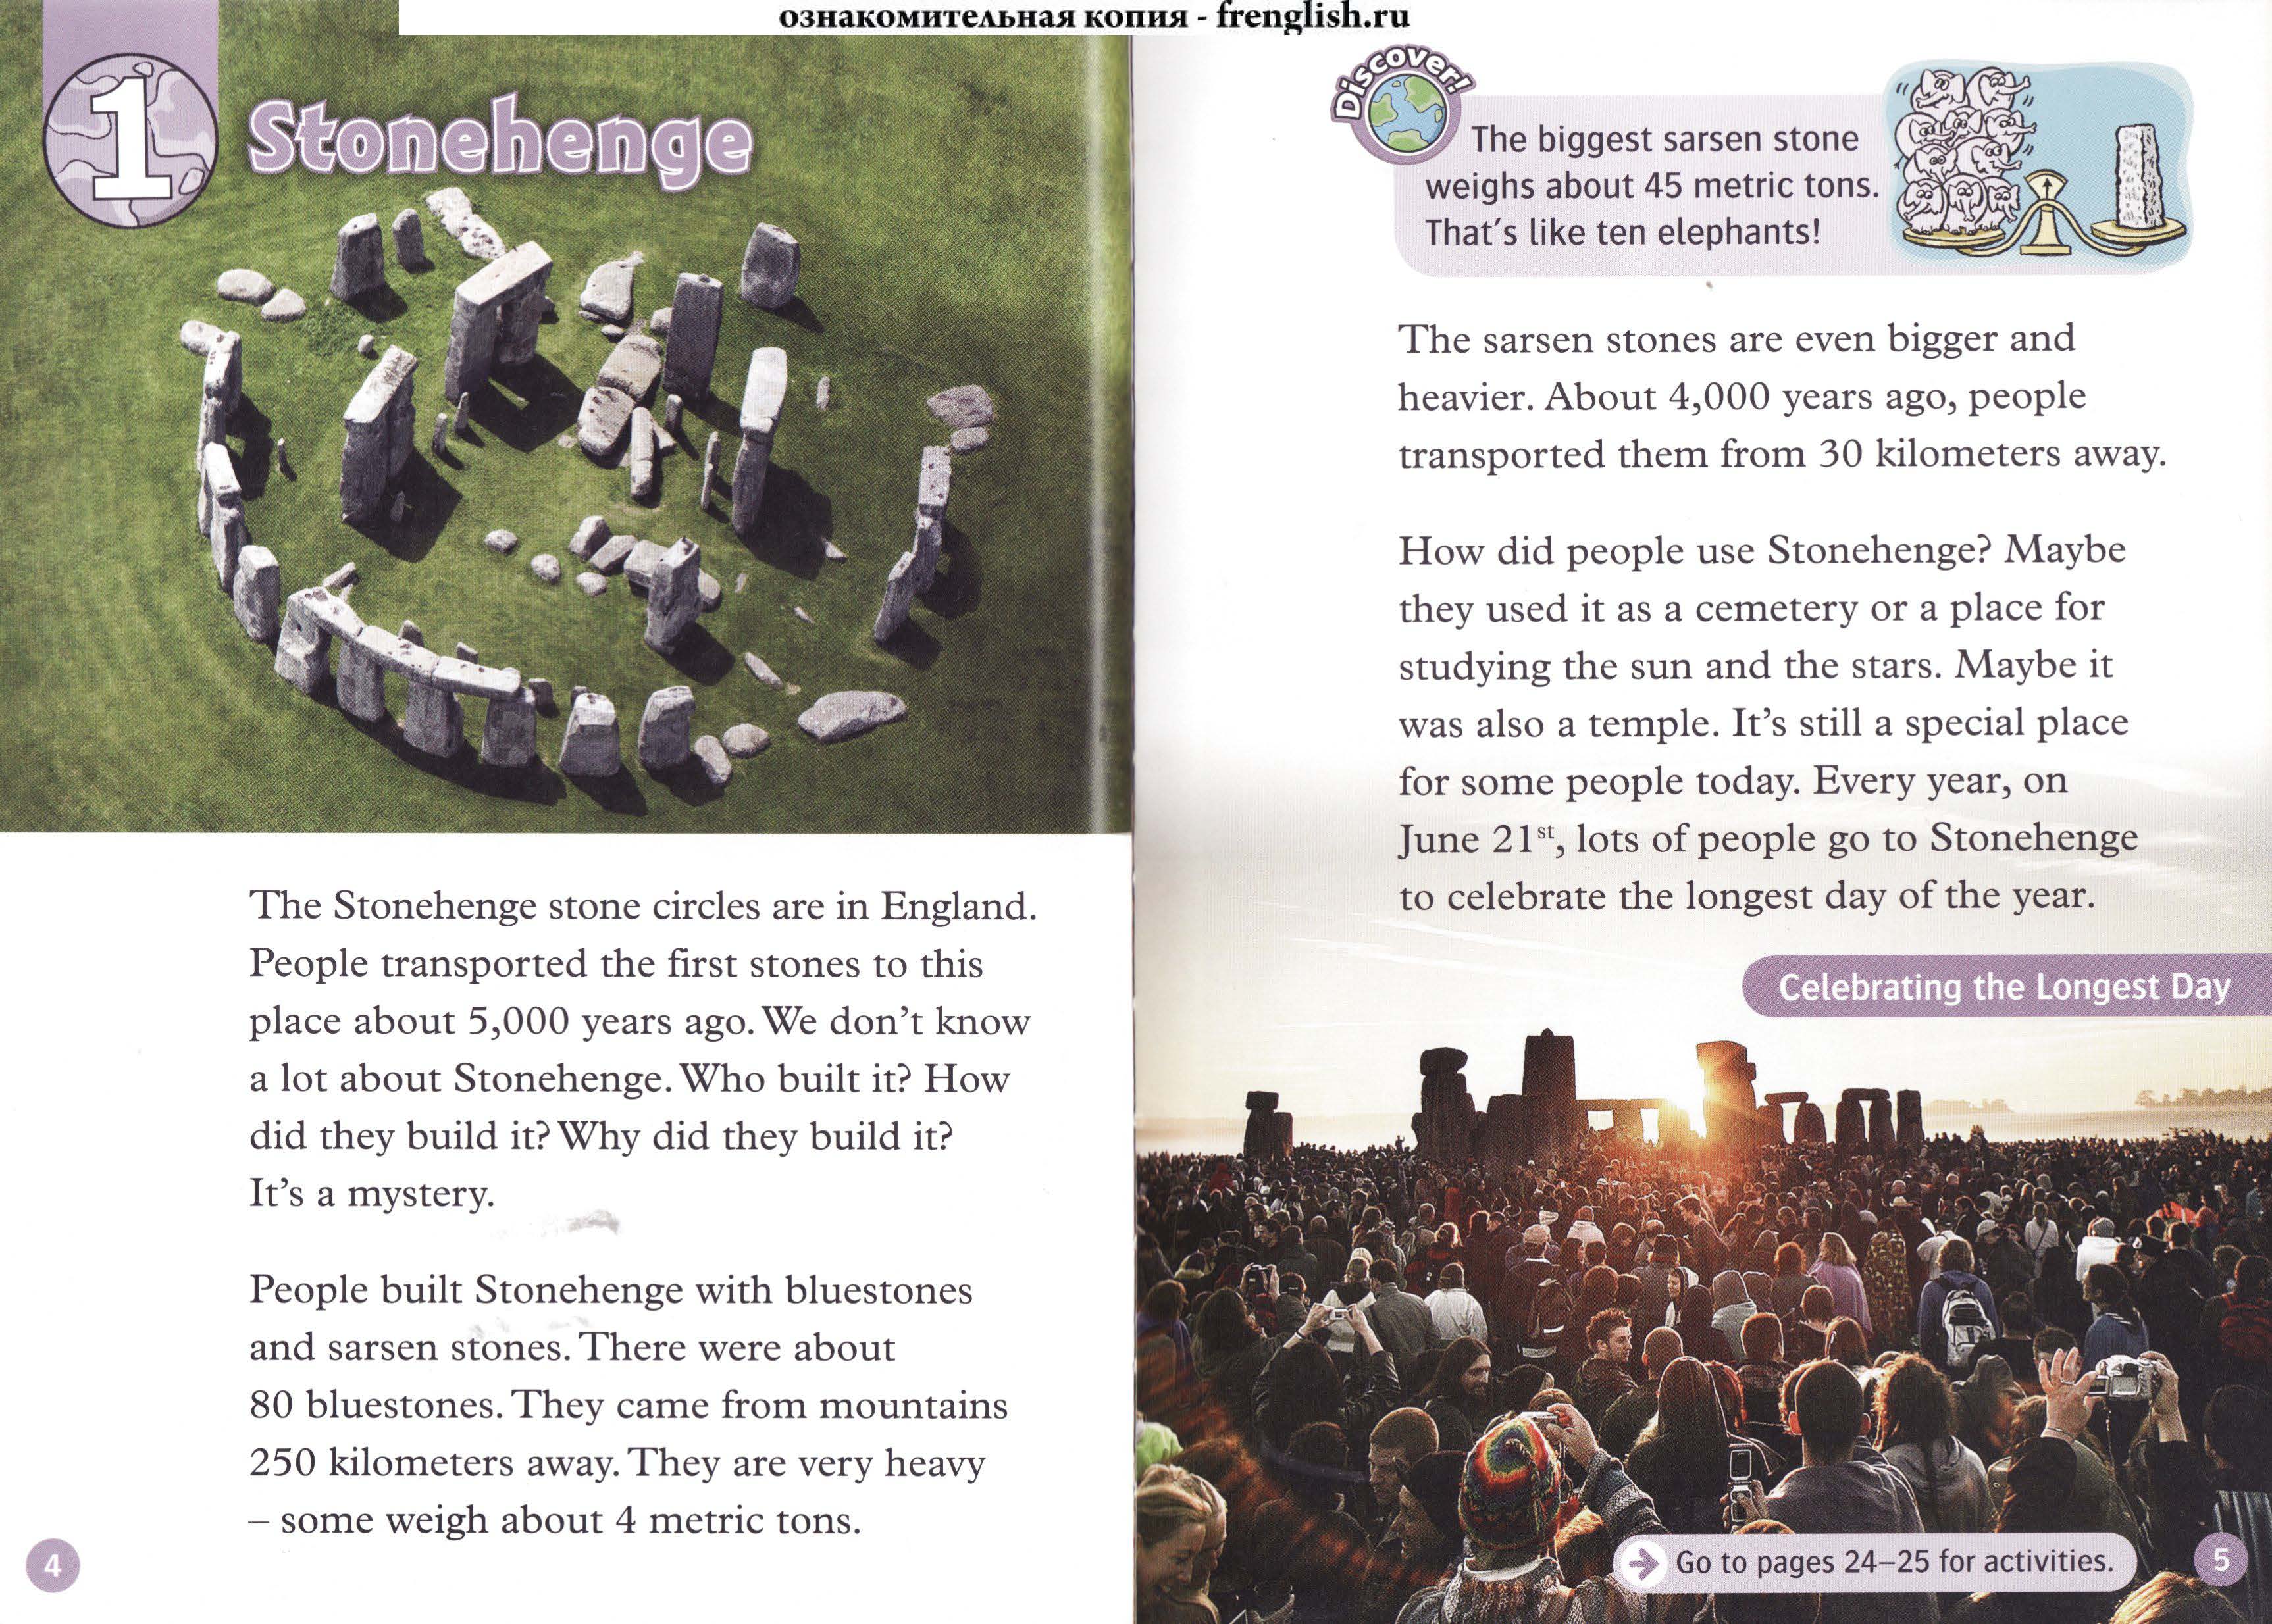 ознакомительная копия - frenglish.ru
1
Stonehenge
The Stonehenge stone circles are in England.
People transported the first stones to this
place about 5,000 years ago. We don't know
a lot about Stonehenge. Who built it? How
did they build it? Why did they build it?
It's a mystery.
People built Stonehenge with bluestones
and sarsen stones. There were about
80 bluestones. They came from mountains
250 kilometers away. They are very heavy
– some weigh about 4 metric tons.
4
Discover!
The biggest sarsen stone
weighs about 45 metric tons.
That's like ten elephants!
The sarsen stones are even bigger and
heavier. About 4,000 years ago, people
transported them from 30 kilometers away.
How did people use Stonehenge? Maybe
they used it as a cemetery or a place for
studying the sun and the stars. Maybe it
was also a temple. It's still a special place
for some people today. Every year, on
June 21st, lots of people go to Stonehenge
to celebrate the longest day of the year.
Celebrating the Longest Day
Go to pages 24–25 for activities.
5